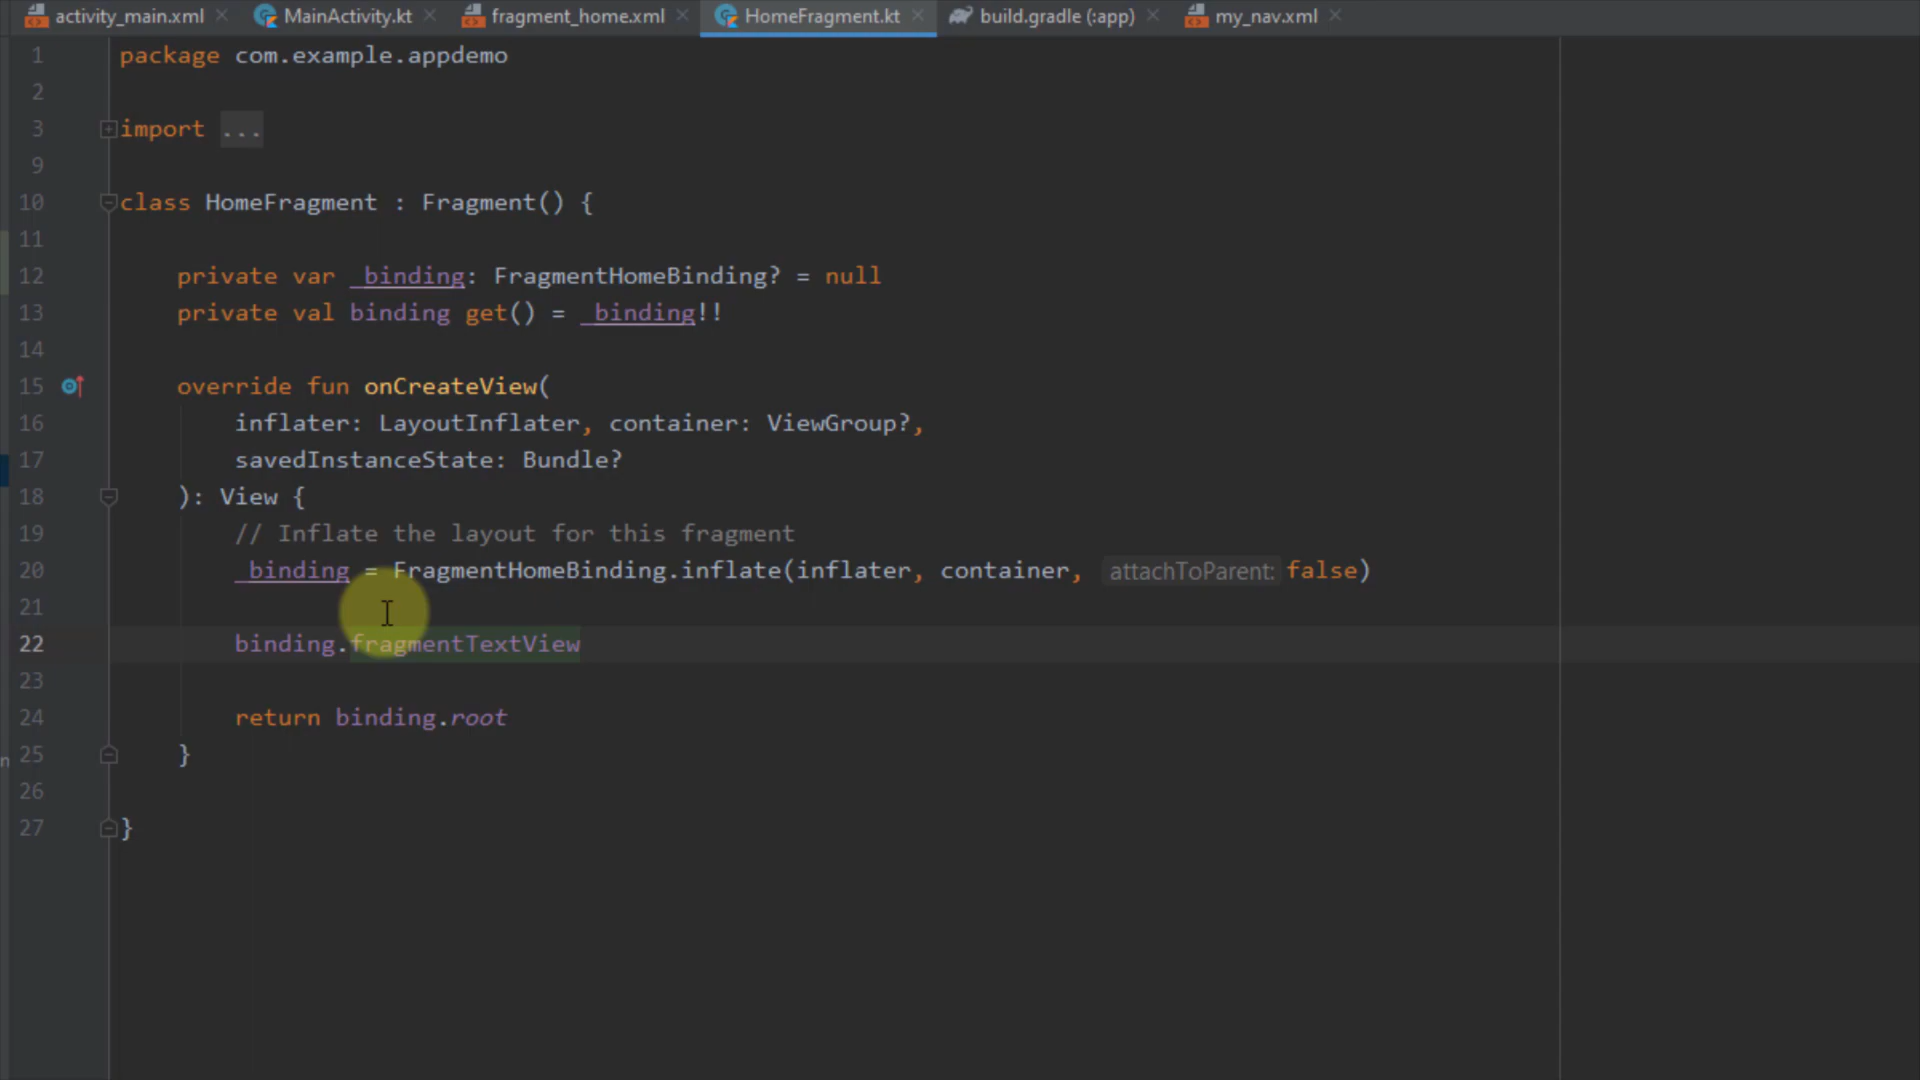 activity_main.xml MainActivity.kt fragment_home.xml HomeFragment.kt build.gradle (:app) my_nav.xml
1 package com.example.appdemo
2
3 import ...
9
10 class HomeFragment : Fragment() {
11
12 private var _binding: FragmentHomeBinding? = null
13 private val binding get() = _binding!!
14
15 override fun onCreateView(
16 inflater: LayoutInflater, container: ViewGroup?,
17 savedInstanceState: Bundle?
18 ): View {
19 // Inflate the layout for this fragment
20 _binding = FragmentHomeBinding.inflate(inflater, container, attachToParent: false)
21
22 binding.fragmentTextView
23
24 return binding.root
25 }
26
27 }